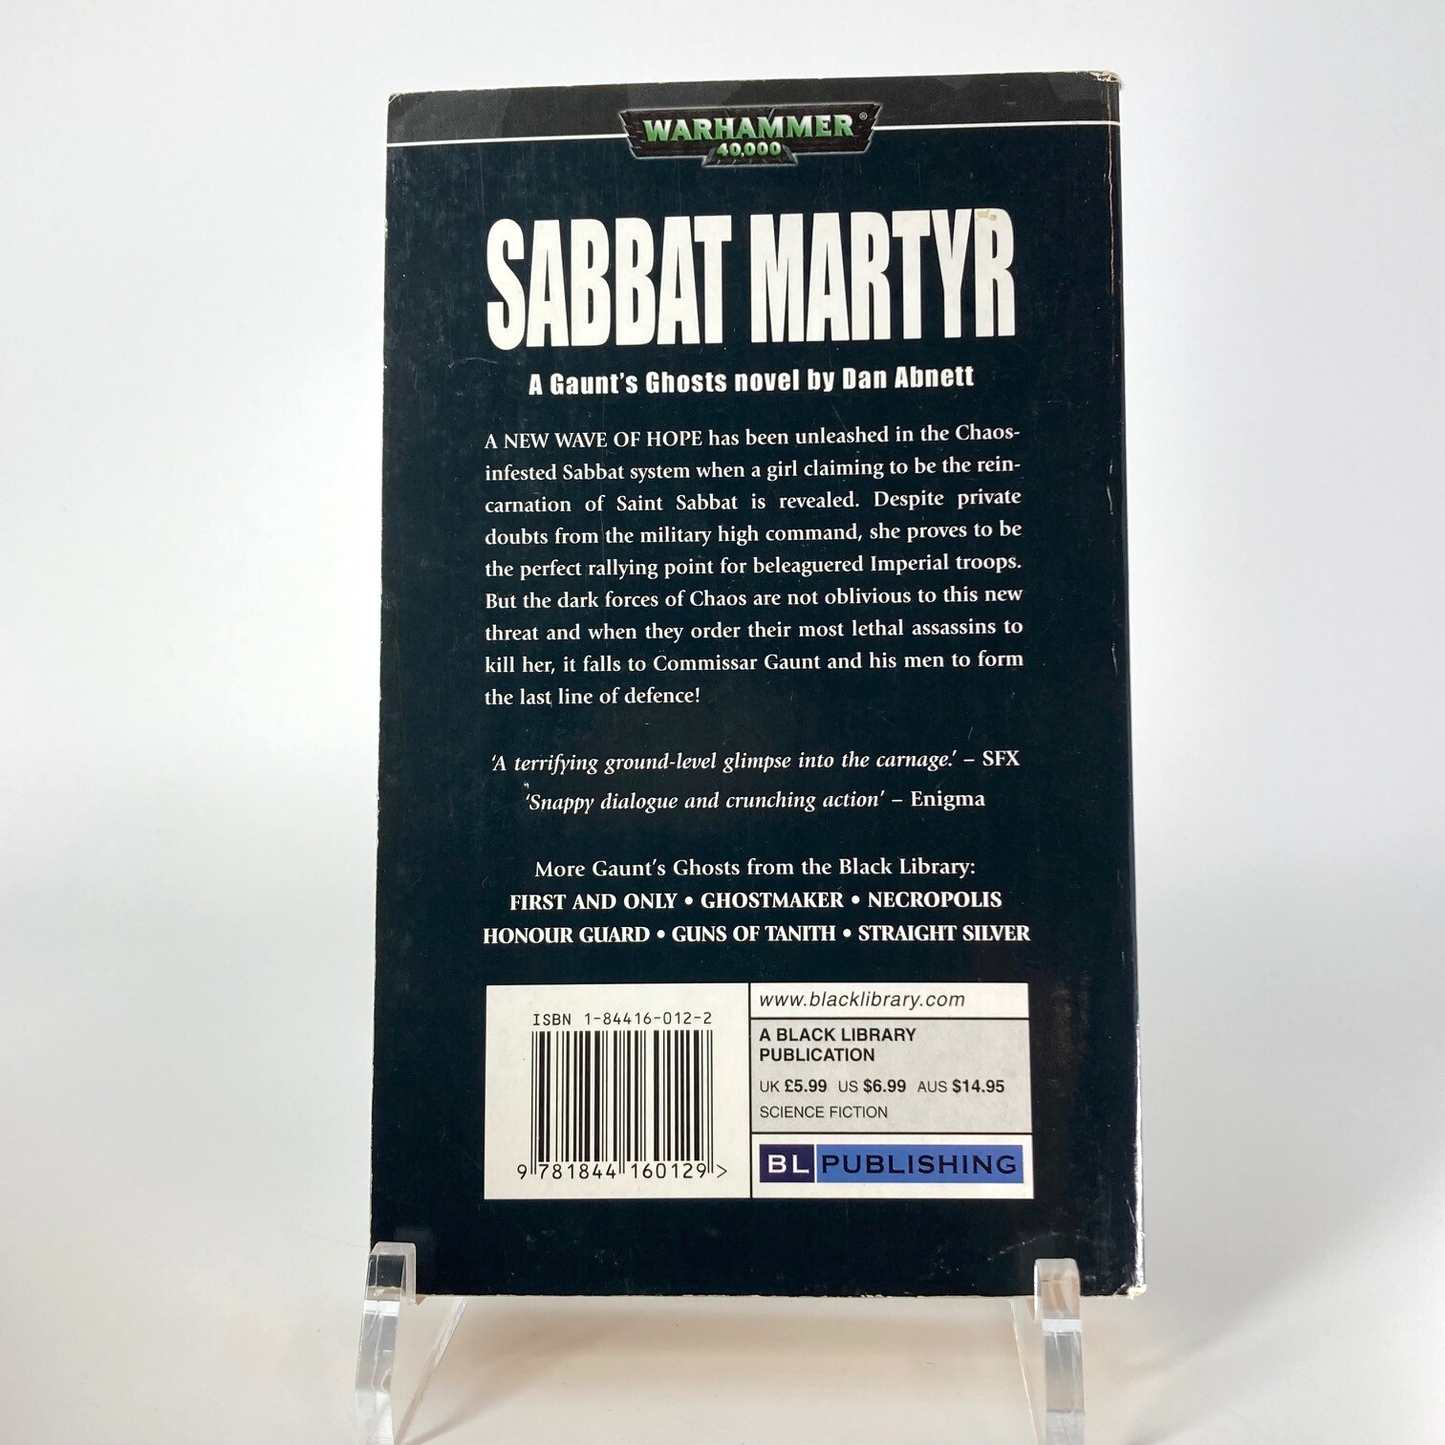 WARHAMMER®
40,000
SABBAT MARTYR
A Gaunt's Ghosts novel by Dan Abnett
A NEW WAVE OF HOPE has been unleashed in the Chaos-
infested Sabbat system when a girl claiming to be the rein-
carnation of Saint Sabbat is revealed. Despite private
doubts from the military high command, she proves to be
the perfect rallying point for beleaguered Imperial troops.
But the dark forces of Chaos are not oblivious to this new
threat and when they order their most lethal assassins to
kill her, it falls to Commissar Gaunt and his men to form
the last line of defence!
'A terrifying ground-level glimpse into the carnage.' – SFX
'Snappy dialogue and crunching action' – Enigma
More Gaunt's Ghosts from the Black Library:
FIRST AND ONLY • GHOSTMAKER • NECROPOLIS
HONOUR GUARD • GUNS OF TANITH • STRAIGHT SILVER
ISBN 1-84416-012-2
9 781844 160129 >
www.blacklibrary.com
A BLACK LIBRARY
PUBLICATION
UK £5.99 US $6.99 AUS $14.95
SCIENCE FICTION
BL PUBLISHING